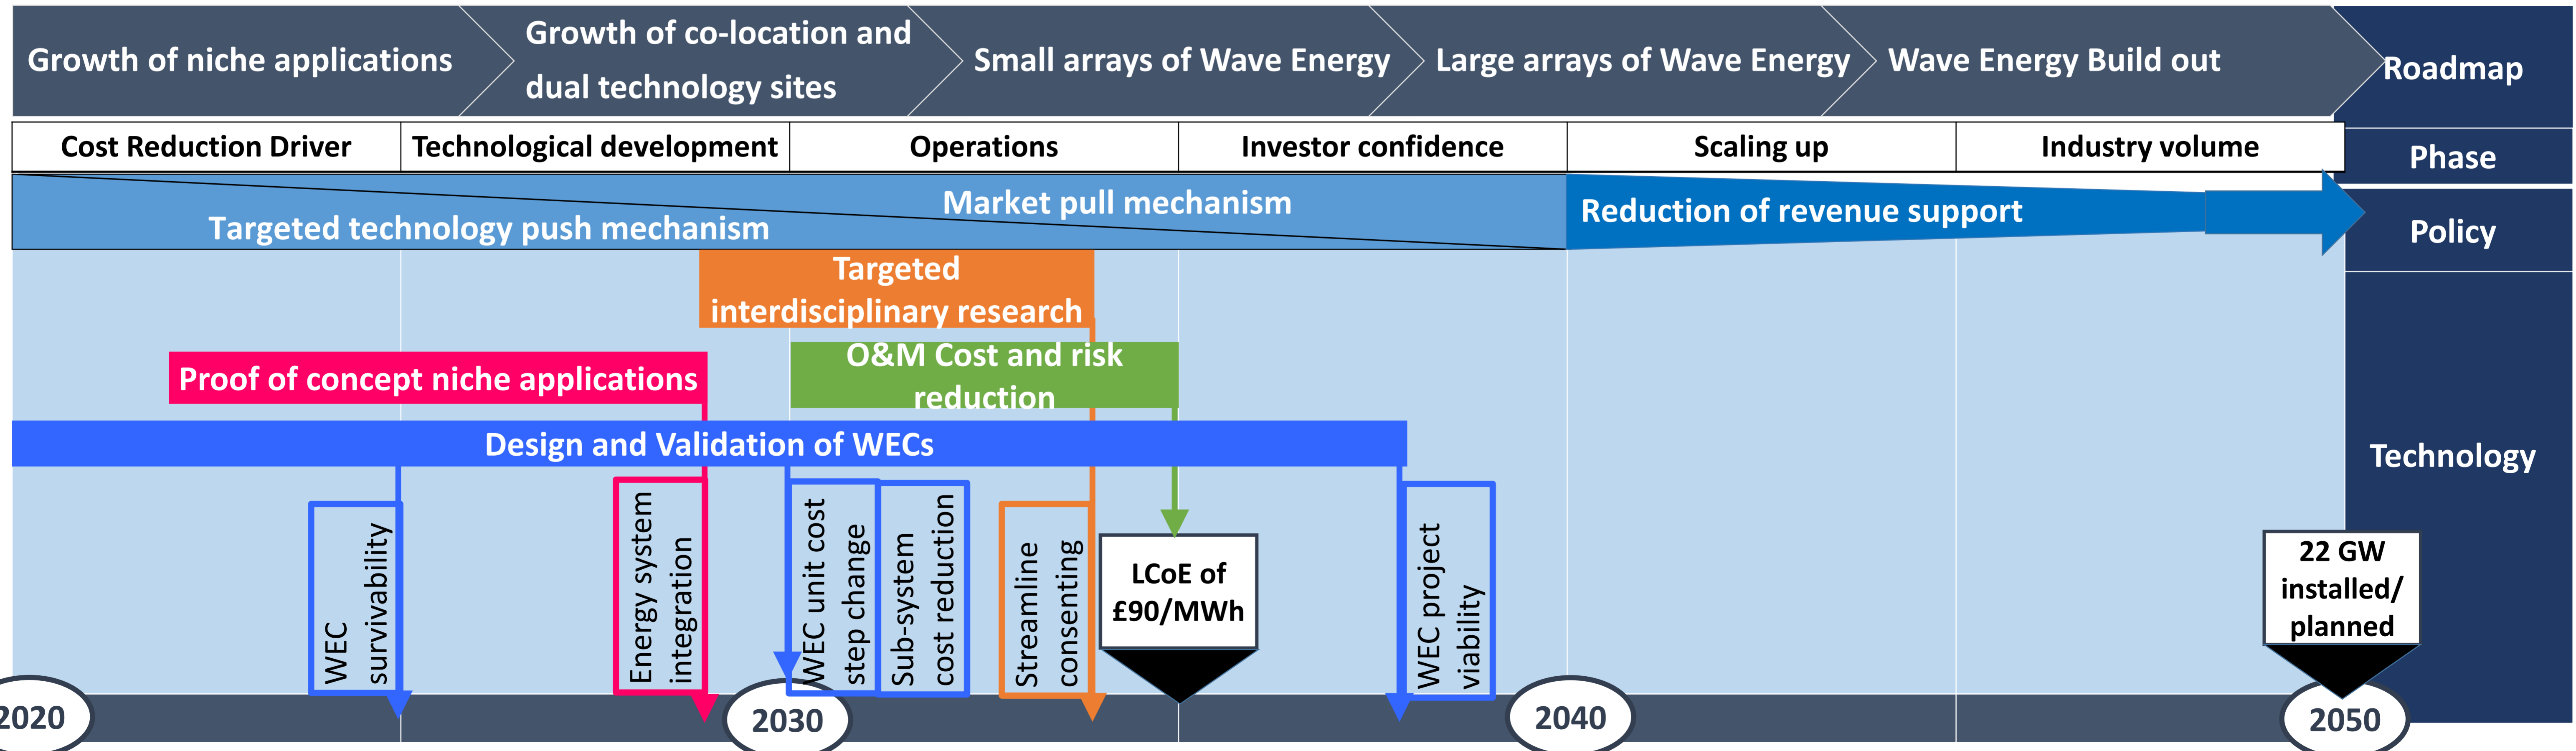 Growth of niche applications
Growth of co-location and
dual technology sites
Small arrays of Wave Energy
Large arrays of Wave Energy
Wave Energy Build out
Roadmap
Cost Reduction Driver
Technological development
Operations
Investor confidence
Scaling up
Industry volume
Phase
Market pull mechanism
Targeted technology push mechanism
Reduction of revenue support
Policy
Targeted
interdisciplinary research
O&M Cost and risk
reduction
Proof of concept niche applications
Design and Validation of WECs
Technology
WEC
survivability
Energy system
integration
WEC unit cost
step change
Sub-system
cost reduction
Streamline
consenting
LCoE of
£90/MWh
WEC project
viability
22 GW
installed/
planned
2020
2030
2040
2050